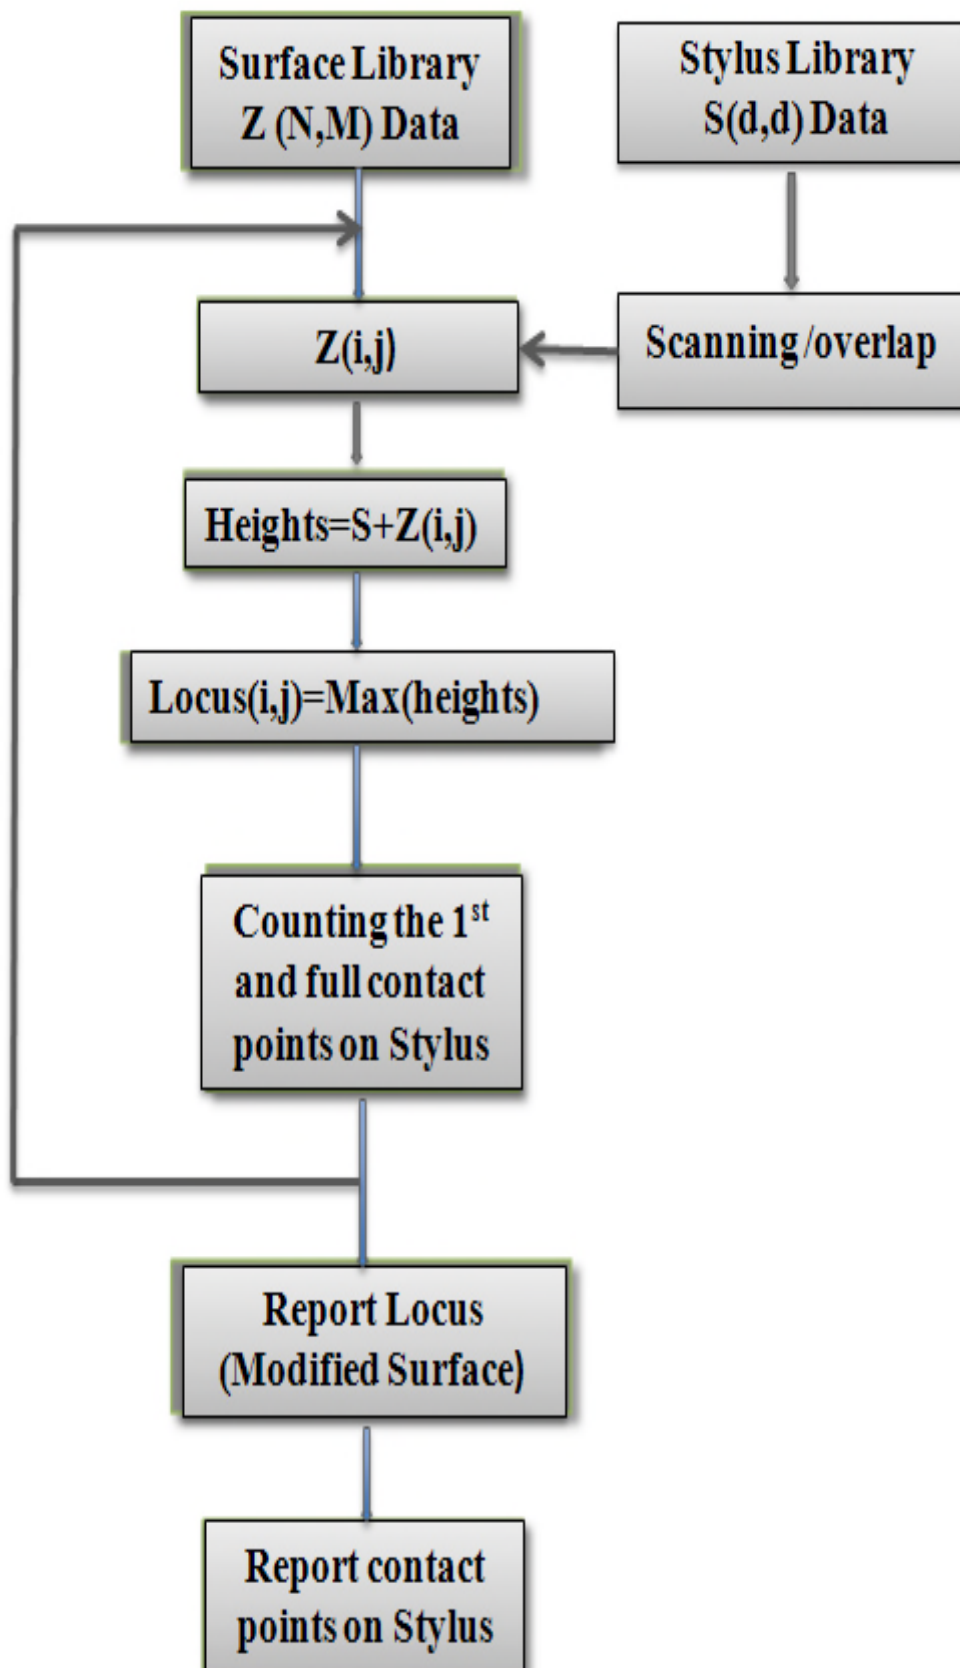 Surface Library
Z (N,M) Data
Stylus Library
S(d,d) Data
Z(i,j)
Scanning /overlap
Heights=S+Z(i,j)
Locus(i,j)=Max(heights)
Counting the 1st
and full contact
points on Stylus
Report Locus
(Modified Surface)
Report contact
points on Stylus